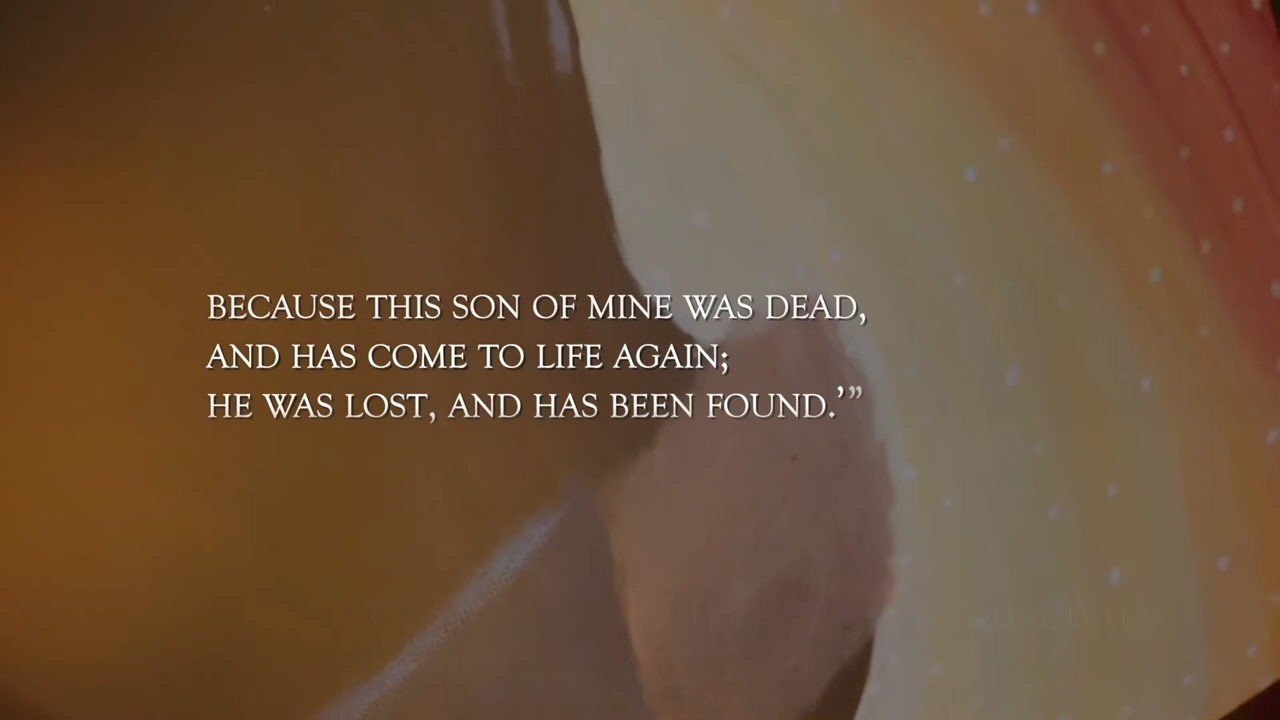 BECAUSE THIS SON OF MINE WAS DEAD,
AND HAS COME TO LIFE AGAIN;
HE WAS LOST, AND HAS BEEN FOUND.’”